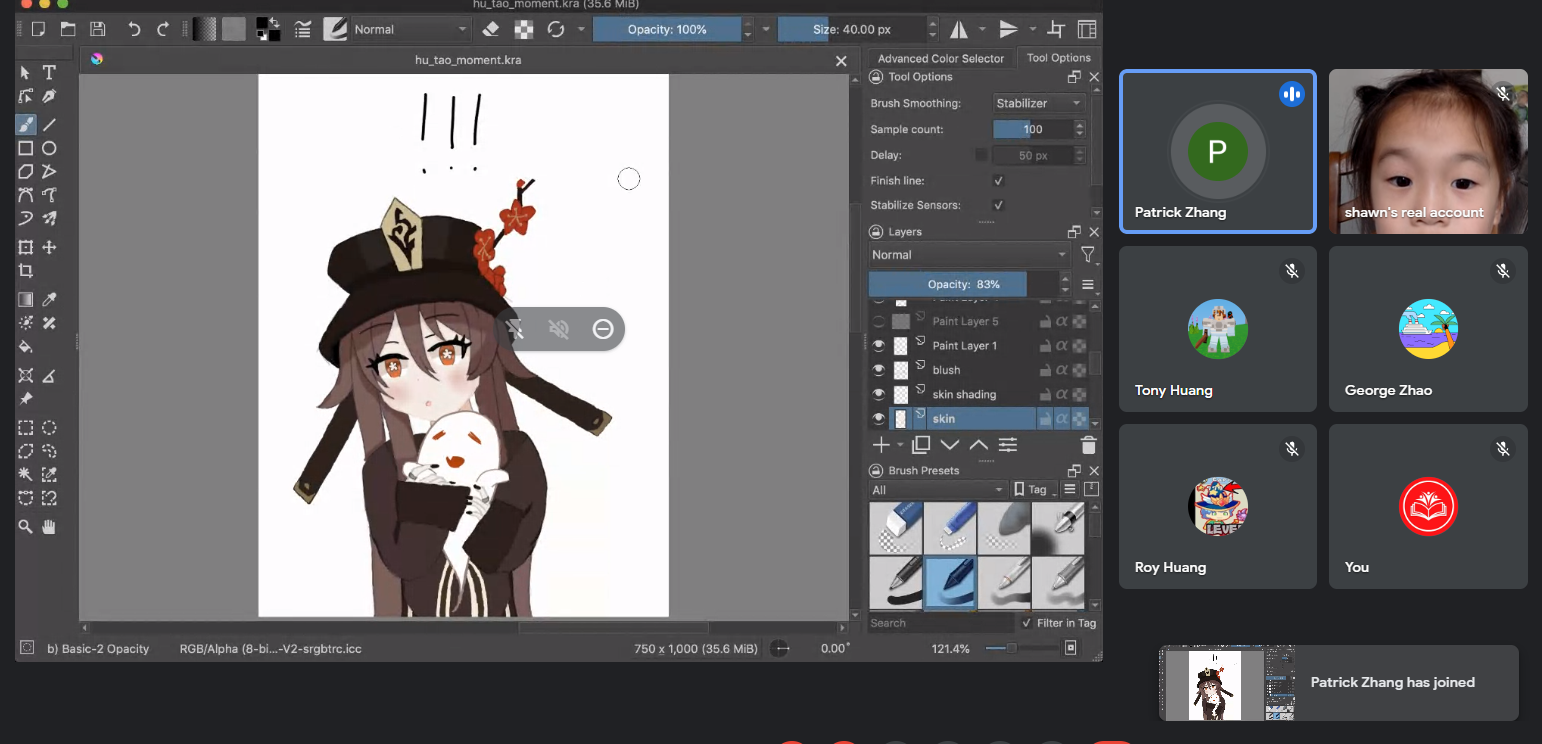 hu_tao_moment.kra (35.6 MiB)
Normal
Opacity: 100%
Size: 40.00 px
hu_tao_moment.kra
Advanced Color Selector
Tool Options
Tool Options
Brush Smoothing:
Stabilizer
Sample count:
100
Delay:
50 px
Finish line:
Stabilize Sensors:
Layers
Normal
Opacity: 83%
Paint Layer 5
Paint Layer 1
blush
skin shading
skin
Brush Presets
All
Tag
Search
Filter in Tag
b) Basic-2 Opacity
RGB/Alpha (8-bi...-V2-srgbtrc.icc
750 x 1,000 (35.6 MiB)
0.00°
121.4%
!!!
P
Patrick Zhang
shawn's real account
Tony Huang
George Zhao
LEVE
Roy Huang
You
Patrick Zhang has joined